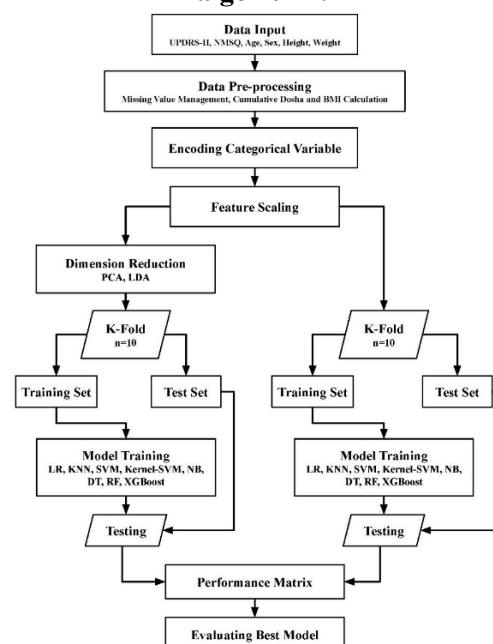 Data Input
UPDRS-II, NMSQ, Age, Sex, Height, Weight
Data Pre-processing
Missing Value Management, Cumulative Dosha and BMI Calculation
Encoding Categorical Variable
Feature Scaling
Dimension Reduction
PCA, LDA
K-Fold
n=10
Training Set
Test Set
Model Training
LR, KNN, SVM, Kernel-SVM, NB,
DT, RF, XGBoost
Testing
K-Fold
n=10
Training Set
Test Set
Model Training
LR, KNN, SVM, Kernel-SVM, NB,
DT, RF, XGBoost
Testing
Performance Matrix
Evaluating Best Model